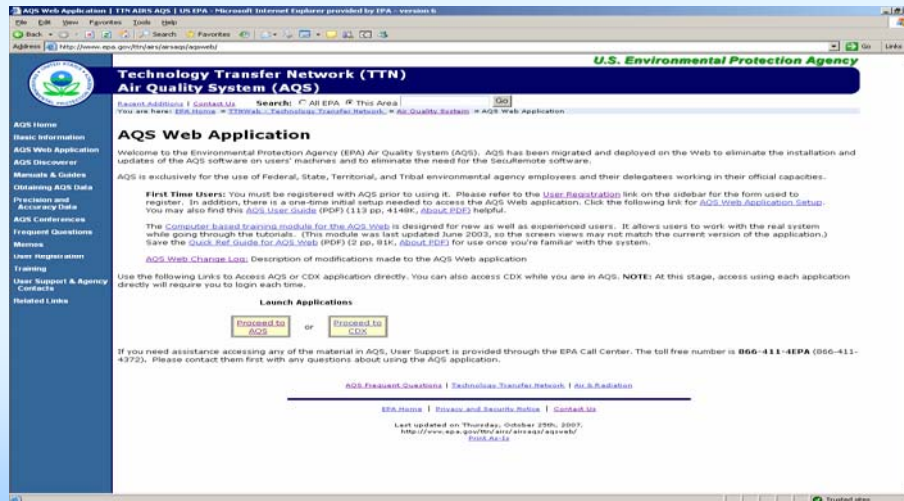 AQS Web Application | TTN AIRS AQS | US EPA - Microsoft Internet Explorer provided by EPA - version 6
File Edit View Favorites Tools Help
Back Search Favorites
Address http://www.epa.gov/ttn/airs/airsaqs/aqsweb/ Go Links
U.S. Environmental Protection Agency
Technology Transfer Network (TTN)
Air Quality System (AQS)
Recent Additions | Contact Us Search: All EPA This Area Go
You are here: EPA Home » TTNWeb - Technology Transfer Network » Air Quality System » AQS Web Application
AQS Home
Basic Information
AQS Web Application
AQS Discoverer
Manuals & Guides
Obtaining AQS Data
Precision and
Accuracy Data
AQS Conferences
Frequent Questions
Memos
User Registration
Training
User Support & Agency
Contacts
Related Links
AQS Web Application
Welcome to the Environmental Protection Agency (EPA) Air Quality System (AQS). AQS has been migrated and deployed on the Web to eliminate the installation and
updates of the AQS software on users' machines and to eliminate the need for the SecuRemote software.
AQS is exclusively for the use of Federal, State, Territorial, and Tribal environmental agency employees and their delegatees working in their official capacities.
First Time Users: You must be registered with AQS prior to using it. Please refer to the User Registration link on the sidebar for the form used to
register. In addition, there is a one-time initial setup needed to access the AQS Web application. Click the following link for AQS Web Application Setup.
You may also find this AQS User Guide (PDF) (113 pp, 4148K, About PDF) helpful.
The Computer based training module for the AQS Web is designed for new as well as experienced users. It allows users to work with the real system
while going through the tutorials. (This module was last updated June 2003, so the screen views may not match the current version of the application.)
Save the Quick Ref Guide for AQS Web (PDF) (2 pp, 81K, About PDF) for use once you're familiar with the system.
AQS Web Change Log: Description of modifications made to the AQS Web application
Use the following Links to Access AQS or CDX application directly. You can also access CDX while you are in AQS. NOTE: At this stage, access using each application
directly will require you to login each time.
Launch Applications
Proceed to
AQS
or
Proceed to
CDX
If you need assistance accessing any of the material in AQS, User Support is provided through the EPA Call Center. The toll free number is 866-411-4EPA (866-411-
4372). Please contact them first with any questions about using the AQS application.
AQS Frequent Questions | Technology Transfer Network | Air & Radiation
EPA Home | Privacy and Security Notice | Contact Us
Last updated on Thursday, October 25th, 2007.
http://www.epa.gov/ttn/airs/airsaqs/aqsweb/
Print As-Is
Trusted sites